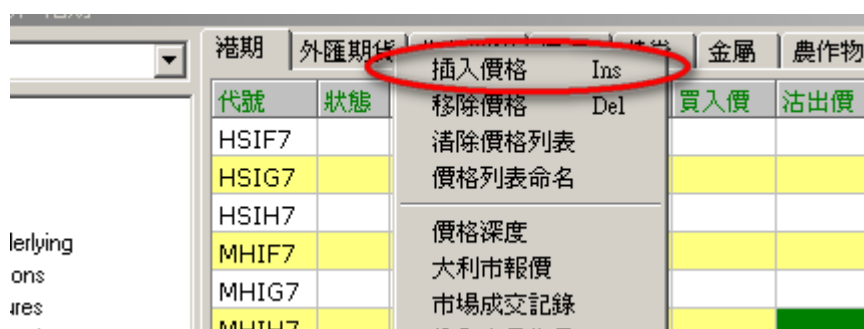 港期 外匯期貨 金屬 農作物
代號 狀態 買入價 沽出價
插入價格 Ins
移除價格 Del
清除價格列表
價格列表命名
價格深度
大利市報價
市場成交記錄
HSIF7
HSIG7
HSIH7
MHIF7
MHIG7
MHIH7
lerlying
ons
ures